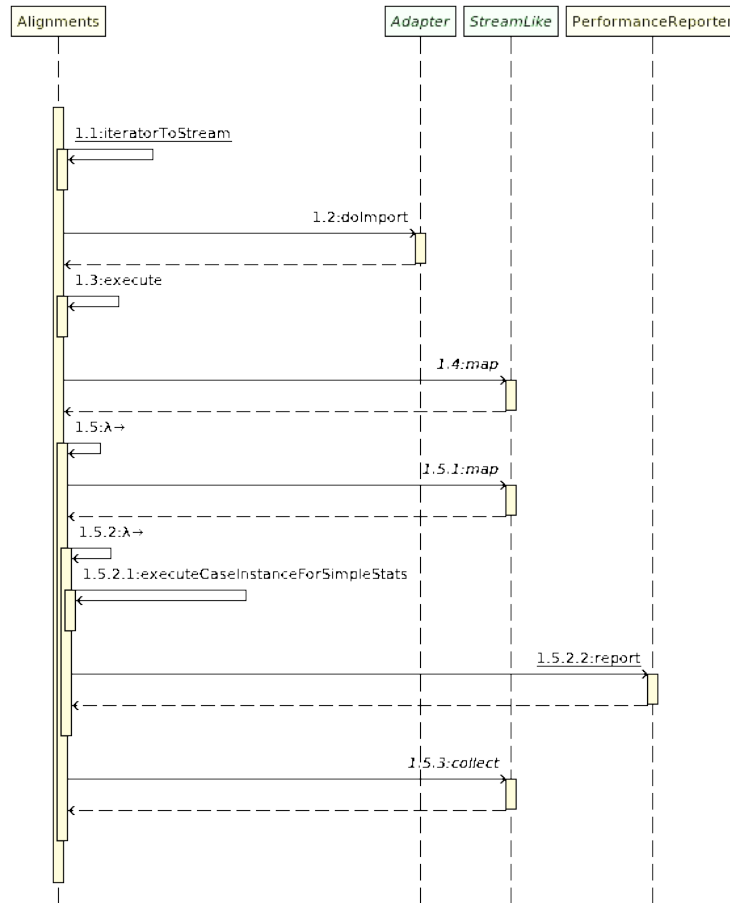 Alignments Adapter StreamLike PerformanceReporter
1.1:iteratorToStream
1.2:doImport
1.3:execute
1.4:map
1.5:λ→
1.5.1:map
1.5.2:λ→
1.5.2.1:executeCaseInstanceForSimpleStats
1.5.2.2:report
1.5.3:collect